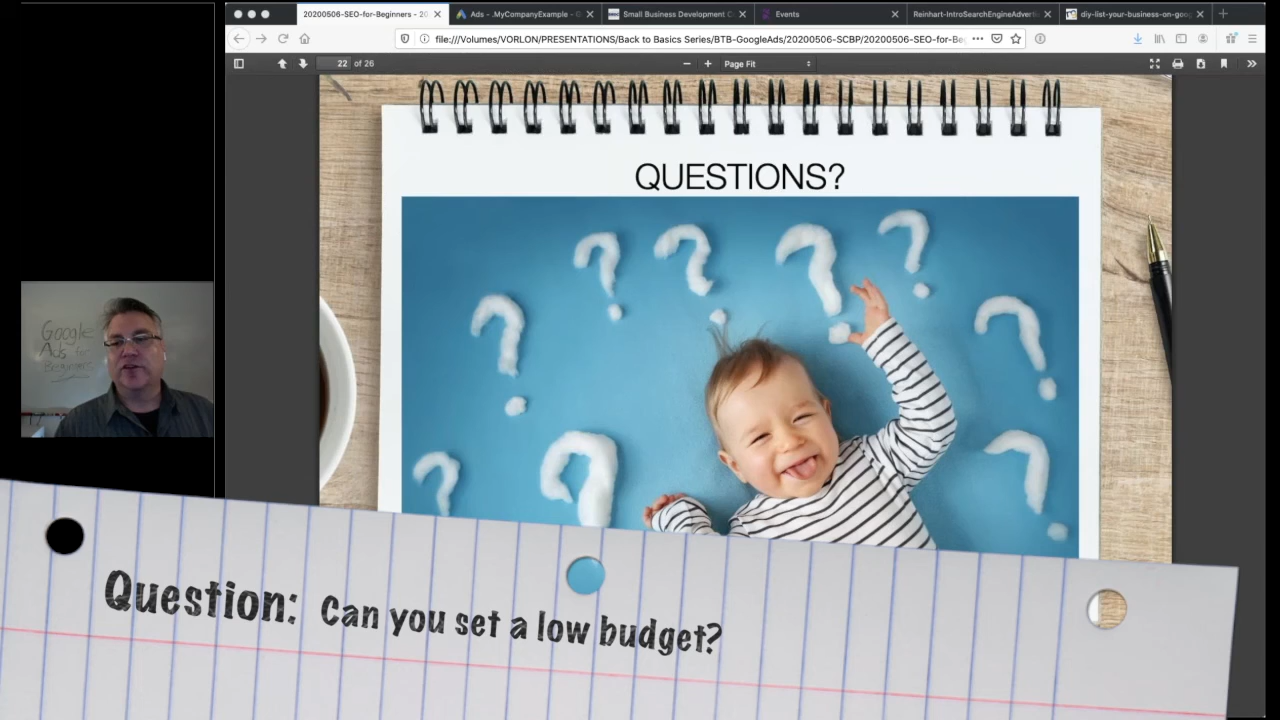 20200506-SEO-for-Beginners - 20
Ads - .MyCompanyExample - G
Small Business Development C
Events
Reinhart-IntroSearchEngineAdverti
diy-list-your-business-on-goog
file:///Volumes/VORLON/PRESENTATIONS/Back to Basics Series/BTB-GoogleAds/20200506-SCBP/20200506-SEO-for-Be
22 of 26
Page Fit
QUESTIONS?
Google
Ads for
Beginners
Question: Can you set a low budget?